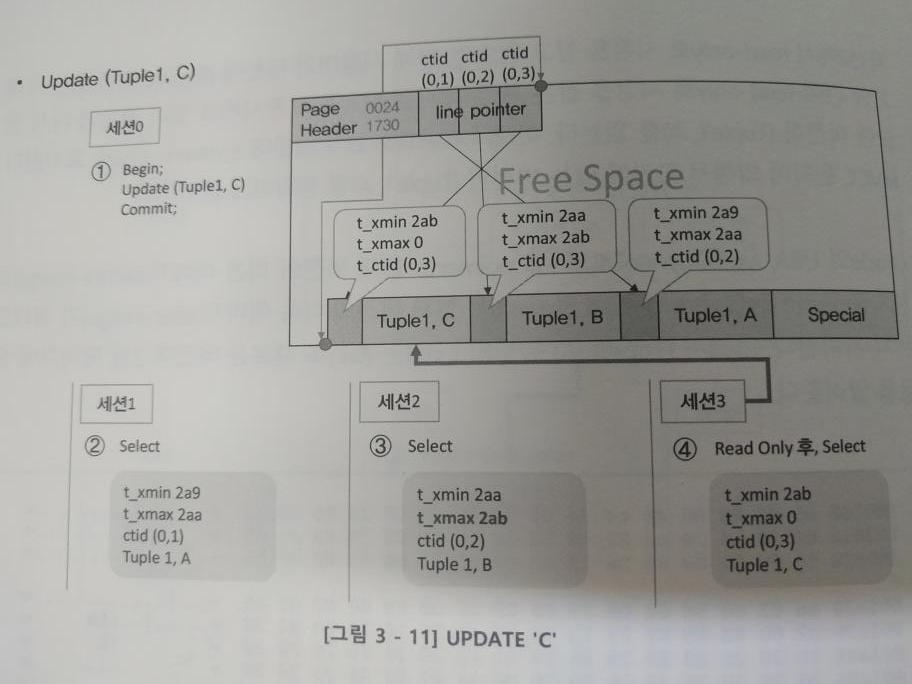 • Update (Tuple1, C)
세션0
① Begin;
Update (Tuple1, C)
Commit;
ctid ctid ctid
(0,1) (0,2) (0,3)
Page 0024
Header 1730
line pointer
Free Space
t_xmin 2ab
t_xmax 0
t_ctid (0,3)
t_xmin 2aa
t_xmax 2ab
t_ctid (0,3)
t_xmin 2a9
t_xmax 2aa
t_ctid (0,2)
Tuple1, C
Tuple1, B
Tuple1, A
Special
세션1
② Select
t_xmin 2a9
t_xmax 2aa
ctid (0,1)
Tuple 1, A
세션2
③ Select
t_xmin 2aa
t_xmax 2ab
ctid (0,2)
Tuple 1, B
세션3
④ Read Only 후, Select
t_xmin 2ab
t_xmax 0
ctid (0,3)
Tuple 1, C
[그림 3 - 11] UPDATE 'C'